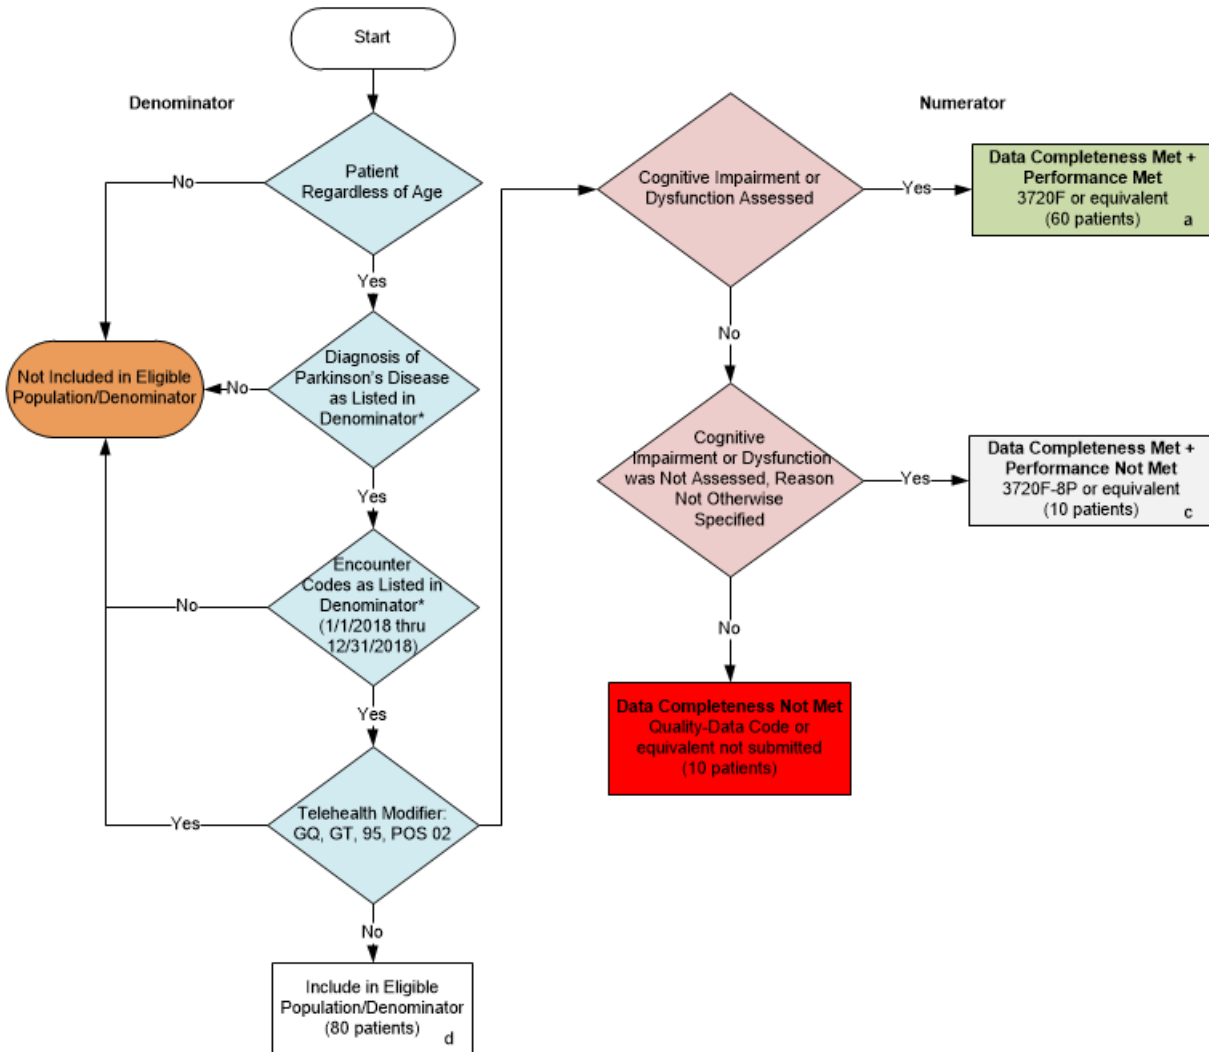 Start
Denominator
Patient
Regardless of Age
No
Yes
Diagnosis of
Parkinson's Disease
as Listed in
Denominator*
No
Not Included in Eligible
Population/Denominator
Yes
Encounter
Codes as Listed in
Denominator*
(1/1/2018 thru
12/31/2018)
No
Yes
Telehealth Modifier:
GQ, GT, 95, POS 02
Yes
No
Include in Eligible
Population/Denominator
(80 patients)
d
Numerator
Cognitive Impairment or
Dysfunction Assessed
Yes
Data Completeness Met +
Performance Met
3720F or equivalent
(60 patients)
a
No
Cognitive
Impairment or Dysfunction
was Not Assessed, Reason
Not Otherwise
Specified
Yes
Data Completeness Met +
Performance Not Met
3720F-8P or equivalent
(10 patients)
c
No
Data Completeness Not Met
Quality-Data Code or
equivalent not submitted
(10 patients)